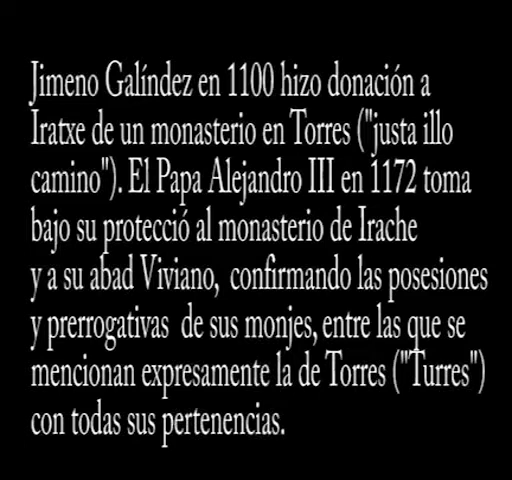 Jimeno Galíndez en 1100 hizo donación a
Iratxe de un monasterio en Torres ("justa illo
camino"). El Papa Alejandro III en 1172 toma
bajo su protecció al monasterio de Irache
y a su abad Viviano, confirmando las posesiones
y prerrogativas de sus monjes, entre las que se
mencionan expresamente la de Torres ("Turres")
con todas sus pertenencias.